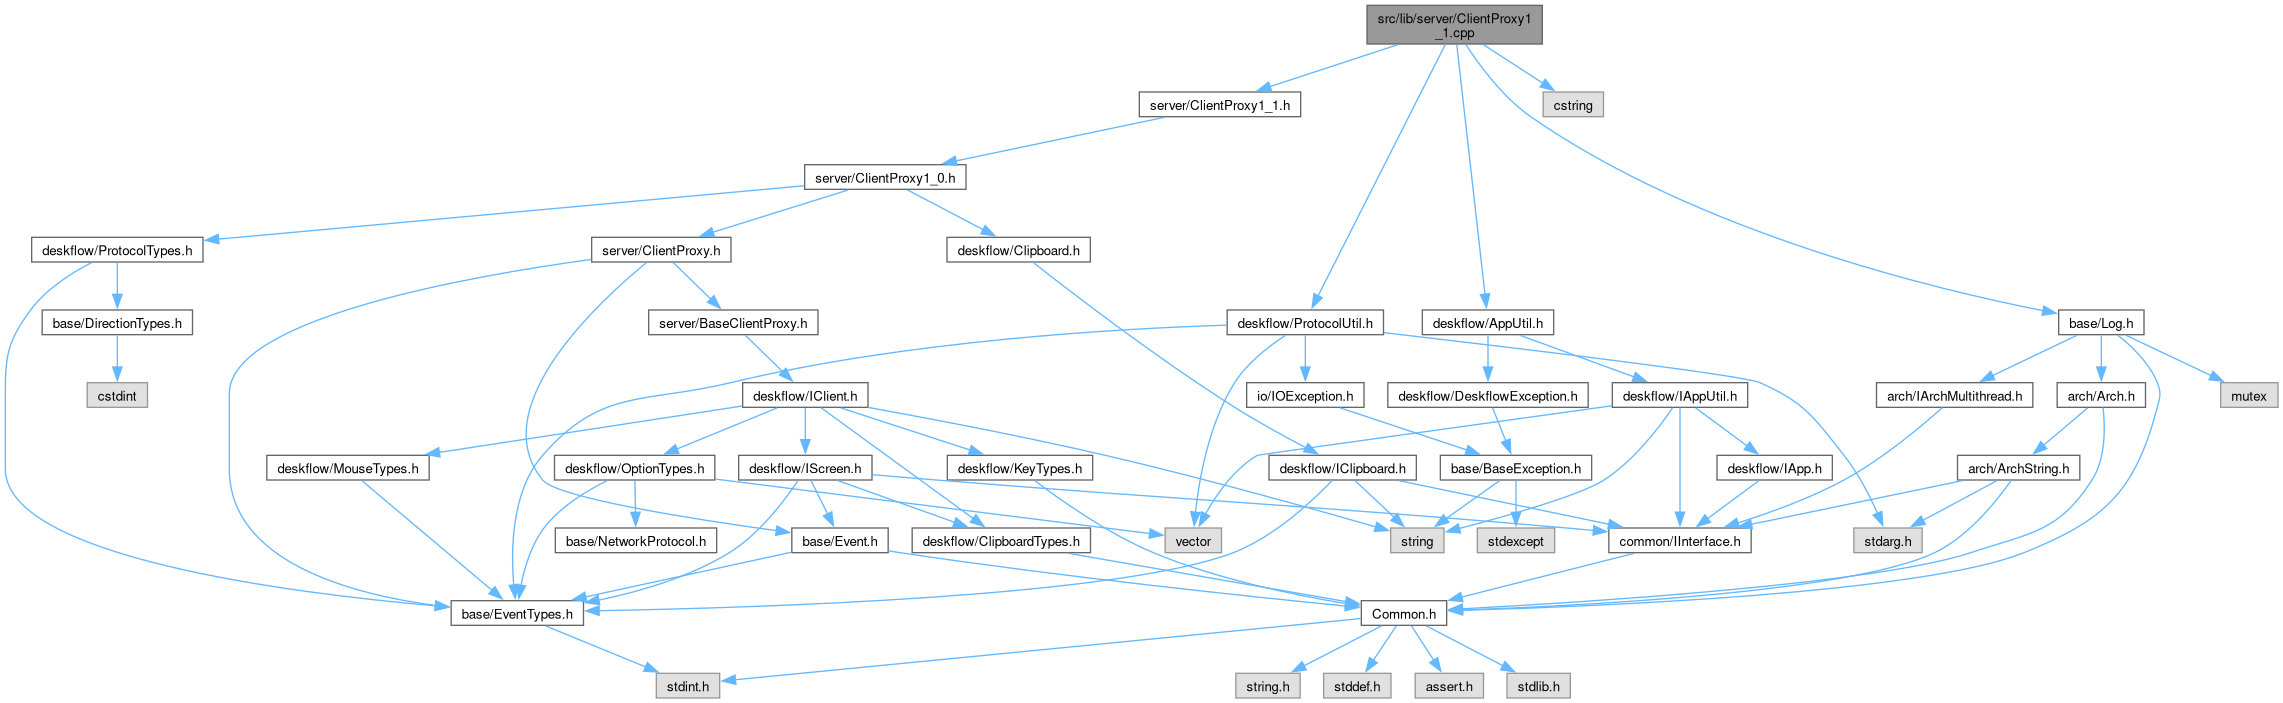 src/lib/server/ClientProxy1
_1.cpp
server/ClientProxy1_1.h
cstring
server/ClientProxy1_0.h
deskflow/ProtocolTypes.h
server/ClientProxy.h
deskflow/Clipboard.h
base/DirectionTypes.h
server/BaseClientProxy.h
deskflow/ProtocolUtil.h
deskflow/AppUtil.h
base/Log.h
cstdint
deskflow/IClient.h
io/IOException.h
deskflow/DeskflowException.h
deskflow/IAppUtil.h
arch/IArchMultithread.h
arch/Arch.h
mutex
deskflow/MouseTypes.h
deskflow/OptionTypes.h
deskflow/IScreen.h
deskflow/KeyTypes.h
deskflow/IClipboard.h
base/BaseException.h
deskflow/IApp.h
arch/ArchString.h
base/NetworkProtocol.h
base/Event.h
deskflow/ClipboardTypes.h
vector
string
stdexcept
common/IInterface.h
stdarg.h
base/EventTypes.h
Common.h
stdint.h
string.h
stddef.h
assert.h
stdlib.h